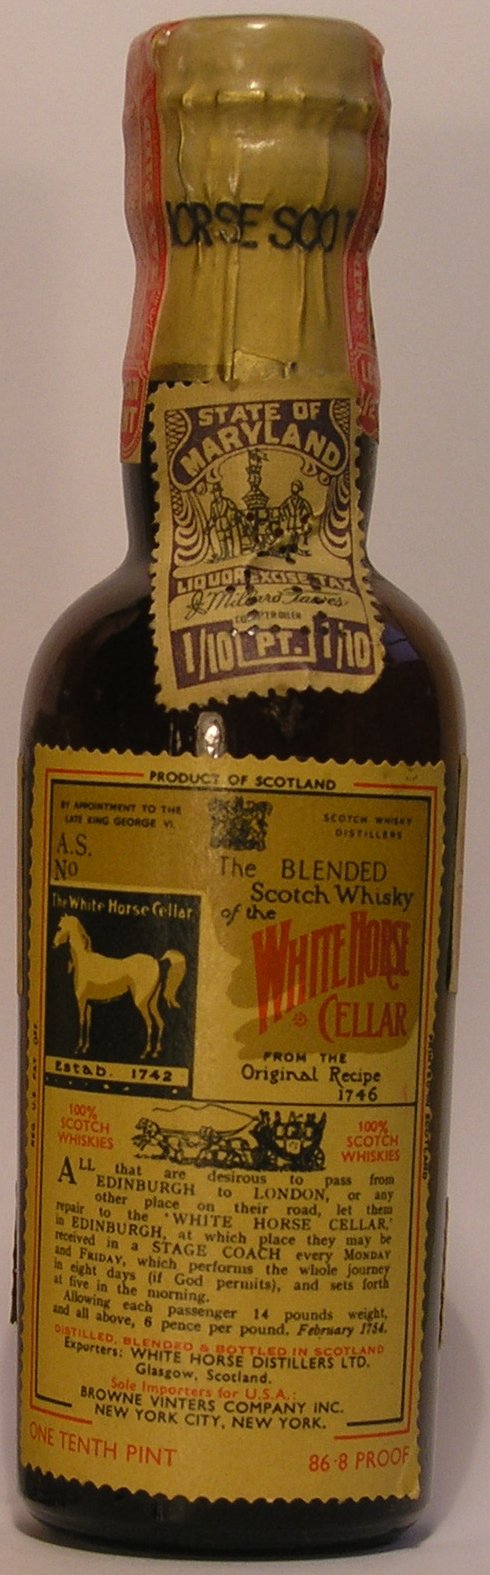 ORSE SCOT
STATE OF
MARYLAND
LIQUOR EXCISE TAX
J. Millard Tawes
COMPTROLLER
1/10 PT. 1/10
PRODUCT OF SCOTLAND
BY APPOINTMENT TO THE
LATE KING GEORGE VI.
SCOTCH WHISKY
DISTILLERS
A.S.
No
The BLENDED
Scotch Whisky
of the
WHITE HORSE
CELLAR
FROM THE
Original Recipe
1746
The White Horse Cellar
Estab. 1742
REG. U.S. PAT. OFF.
PRINTED IN SCOTLAND
100%
SCOTCH
WHISKIES
100%
SCOTCH
WHISKIES
ALL that are desirous to pass from
EDINBURGH to LONDON, or any
other place on their road, let them
repair to the 'WHITE HORSE CELLAR,'
in EDINBURGH, at which place they may be
received in a STAGE COACH every MONDAY
and FRIDAY, which performs the whole journey
in eight days (if God permits), and sets forth
at five in the morning.
Allowing each passenger 14 pounds weight,
and all above, 6 pence per pound. February 1754.
DISTILLED, BLENDED & BOTTLED IN SCOTLAND
Exporters: WHITE HORSE DISTILLERS LTD.
Glasgow, Scotland.
Sole Importers for U.S.A.:
BROWNE VINTERS COMPANY INC.
NEW YORK CITY, NEW YORK.
ONE TENTH PINT
86·8 PROOF